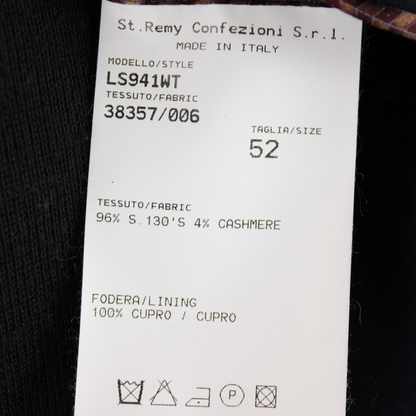 St.Remy Confezioni S.r.l.
MADE IN ITALY
MODELLO/STYLE
LS941WT
TESSUTO/FABRIC
38357/006
TAGLIA/SIZE
52
TESSUTO/FABRIC
96% S.130'S 4% CASHMERE
FODERA/LINING
100% CUPRO / CUPRO
P